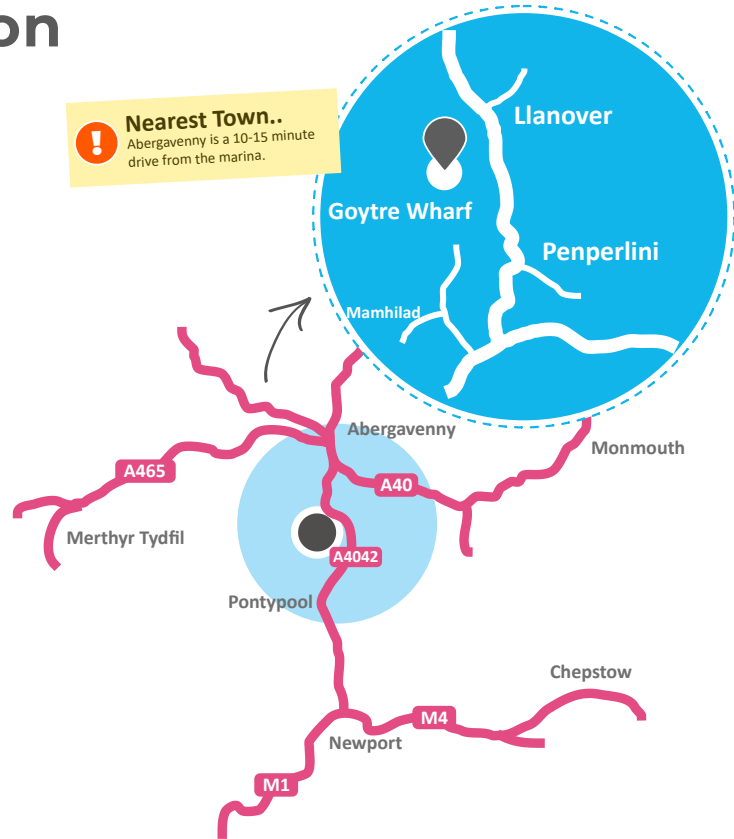 on
Nearest Town..
Abergavenny is a 10-15 minute
drive from the marina.
Llanover
Goytre Wharf
Penperlini
Mamhilad
Abergavenny
Monmouth
A465
A40
Merthyr Tydfil
A4042
Pontypool
Chepstow
M4
Newport
M1